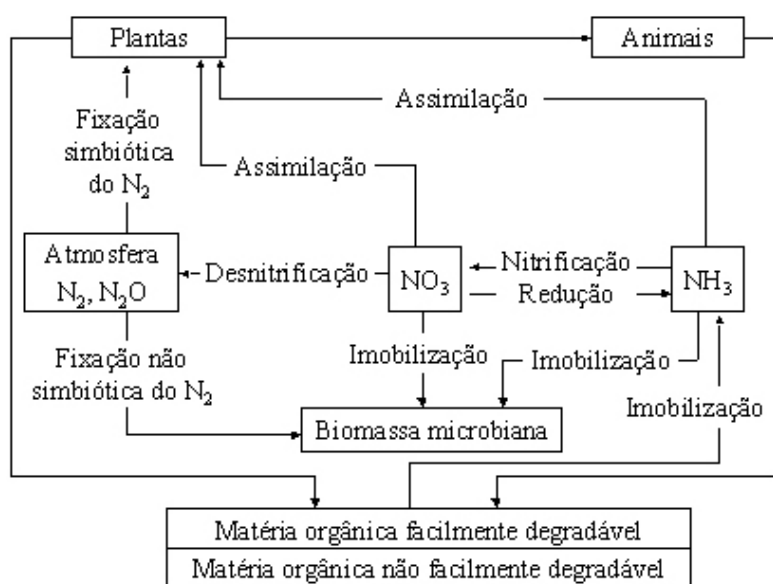 Plantas
Animais
Assimilação
Fixação
simbiótica
do N₂
Assimilação
Atmosfera
N₂, N₂O
Desnitrificação
NO₃
Nitrificação
Redução
NH₃
Fixação não
simbiótica do N₂
Imobilização
Imobilização
Imobilização
Biomassa microbiana
Matéria orgânica facilmente degradável
Matéria orgânica não facilmente degradável